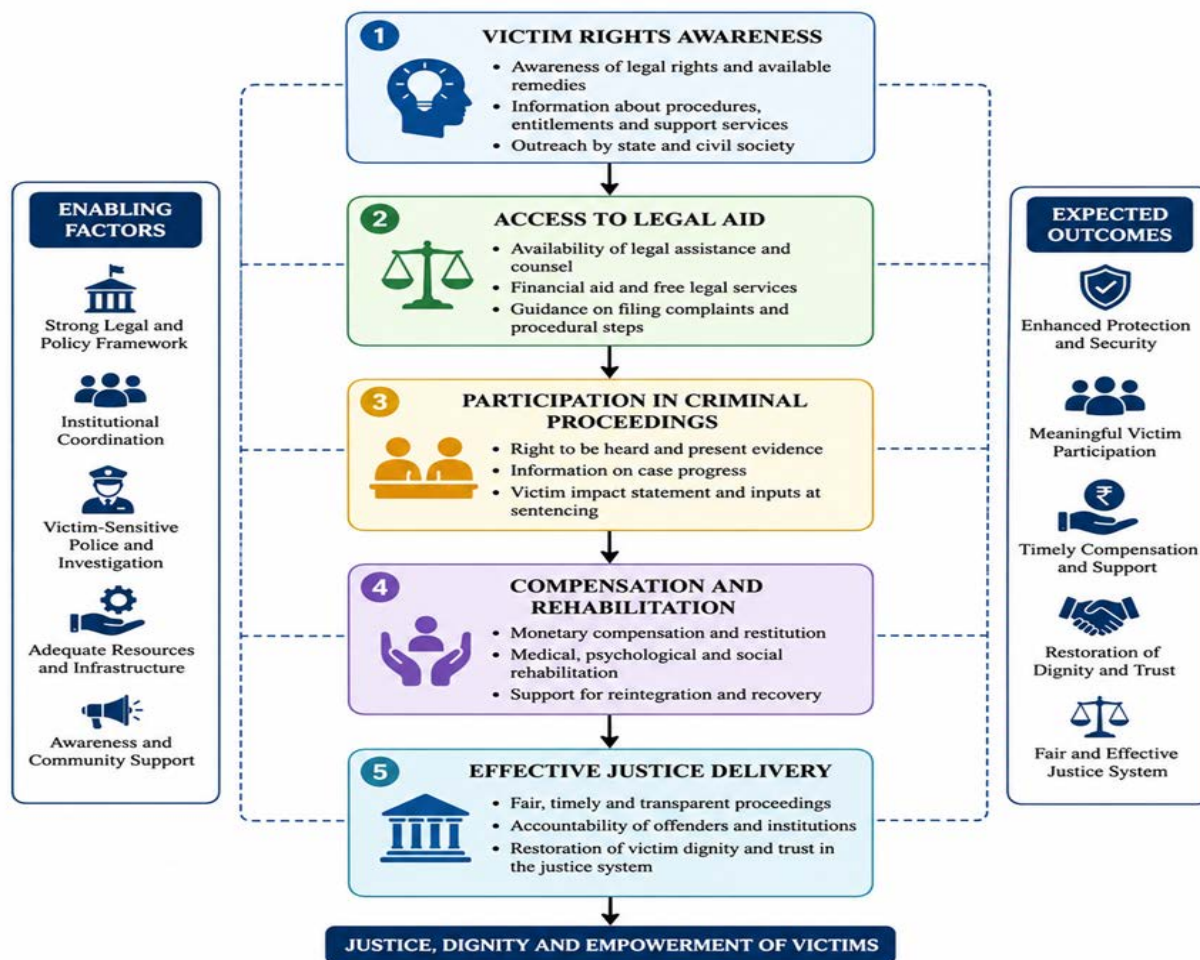 1
VICTIM RIGHTS AWARENESS
• Awareness of legal rights and available
remedies
• Information about procedures,
entitlements and support services
• Outreach by state and civil society
ENABLING
FACTORS
Strong Legal and
Policy Framework
Institutional
Coordination
Victim-Sensitive
Police and
Investigation
Adequate Resources
and Infrastructure
Awareness and
Community Support
2
ACCESS TO LEGAL AID
• Availability of legal assistance and
counsel
• Financial aid and free legal services
• Guidance on filing complaints
and procedural steps
3
PARTICIPATION IN CRIMINAL
PROCEEDINGS
• Right to be heard and present evidence
• Information on case progress
• Victim impact statement and inputs at
sentencing
4
COMPENSATION AND
REHABILITATION
• Monetary compensation and restitution
• Medical, psychological and social
rehabilitation
• Support for reintegration and recovery
5
EFFECTIVE JUSTICE DELIVERY
• Fair, timely and transparent proceedings
• Accountability of offenders and institutions
• Restoration of victim dignity and trust in
the justice system
EXPECTED
OUTCOMES
Enhanced Protection
and Security
Meaningful Victim
Participation
₹
Timely Compensation
and Support
Restoration of
Dignity and Trust
Fair and Effective
Justice System
JUSTICE, DIGNITY AND EMPOWERMENT OF VICTIMS